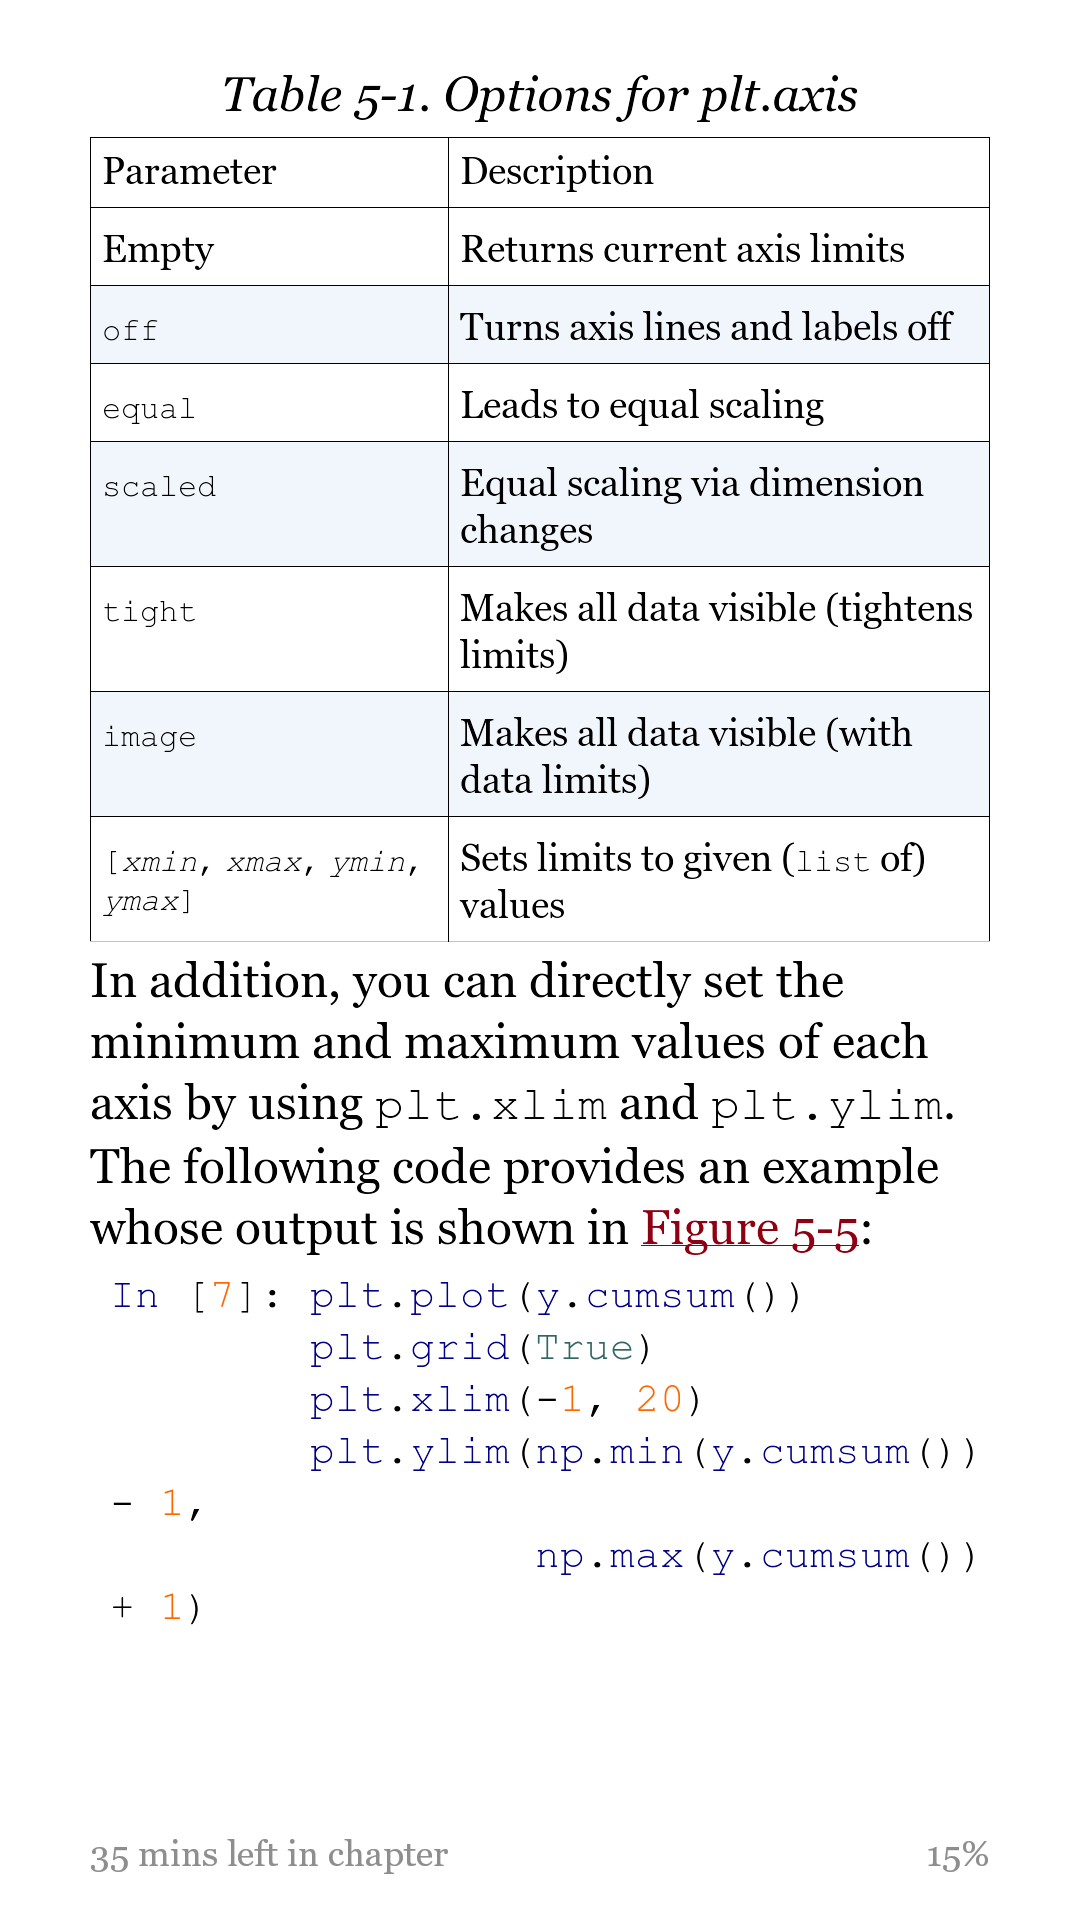 Table 5-1. Options for plt.axis
Parameter Description
Empty Returns current axis limits
off Turns axis lines and labels off
equal Leads to equal scaling
scaled Equal scaling via dimension
changes
tight Makes all data visible (tightens
limits)
image Makes all data visible (with
data limits)
[xmin, xmax, ymin, Sets limits to given (list of)
ymax] values
In addition, you can directly set the
minimum and maximum values of each
axis by using plt.xlim and plt.ylim.
The following code provides an example
whose output is shown in Figure 5-5:
In [7]: plt.plot(y.cumsum())
        plt.grid(True)
        plt.xlim(-1, 20)
        plt.ylim(np.min(y.cumsum())
- 1,
                 np.max(y.cumsum())
+ 1)
35 mins left in chapter 15%